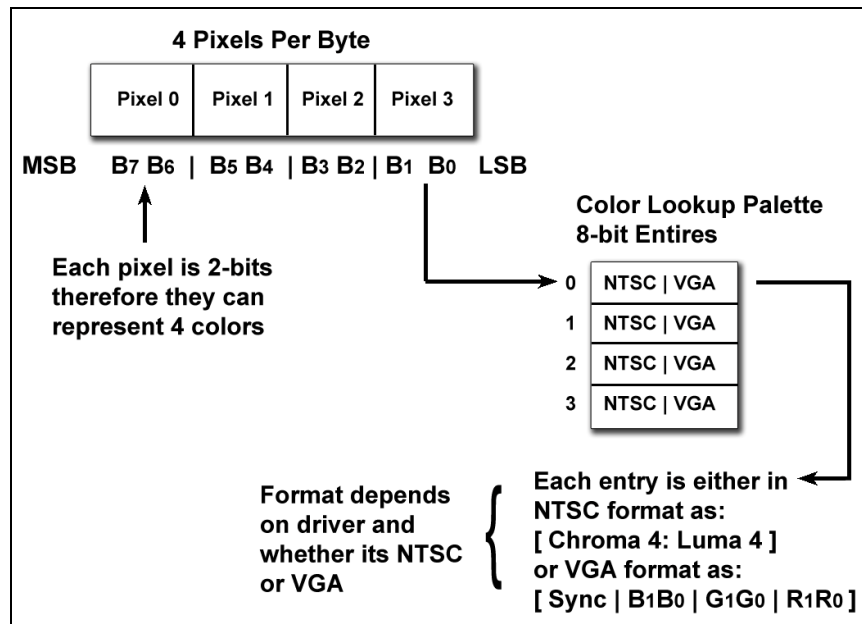 4 Pixels Per Byte
Pixel 0 Pixel 1 Pixel 2 Pixel 3
MSB B7 B6 | B5 B4 | B3 B2 | B1 B0 LSB
Each pixel is 2-bits
therefore they can
represent 4 colors
Color Lookup Palette
8-bit Entires
0 NTSC | VGA
1 NTSC | VGA
2 NTSC | VGA
3 NTSC | VGA
Format depends
on driver and
whether its NTSC
or VGA
{
Each entry is either in
NTSC format as:
[ Chroma 4: Luma 4 ]
or VGA format as:
[ Sync | B1B0 | G1G0 | R1R0 ]